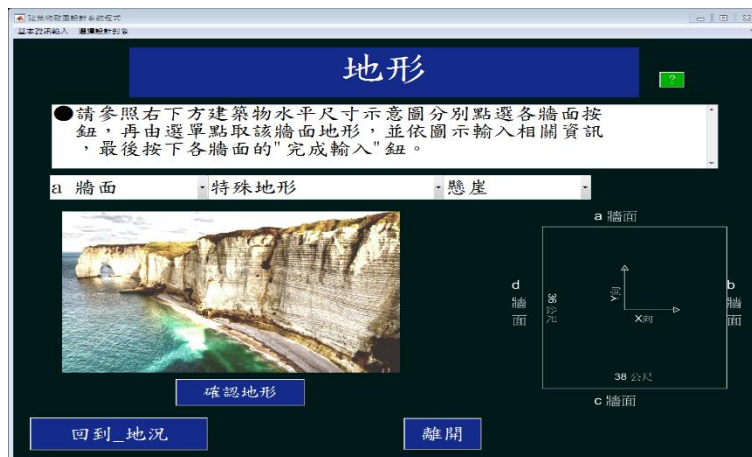 建築物耐風設計系統程式
基本資訊輸入 選擇設計對象
地形
?
●請參照右下方建築物水平尺寸示意圖分別點選各牆面按
鈕，再由選單點取該牆面地形，並依圖示輸入相關資訊
，最後按下各牆面的"完成輸入"鈕。
a 牆面 特殊地形 懸崖
a 牆面
d 牆面
36 公尺
Y向
X向
b 牆面
38 公尺
c 牆面
確認地形
回到_地況
離開